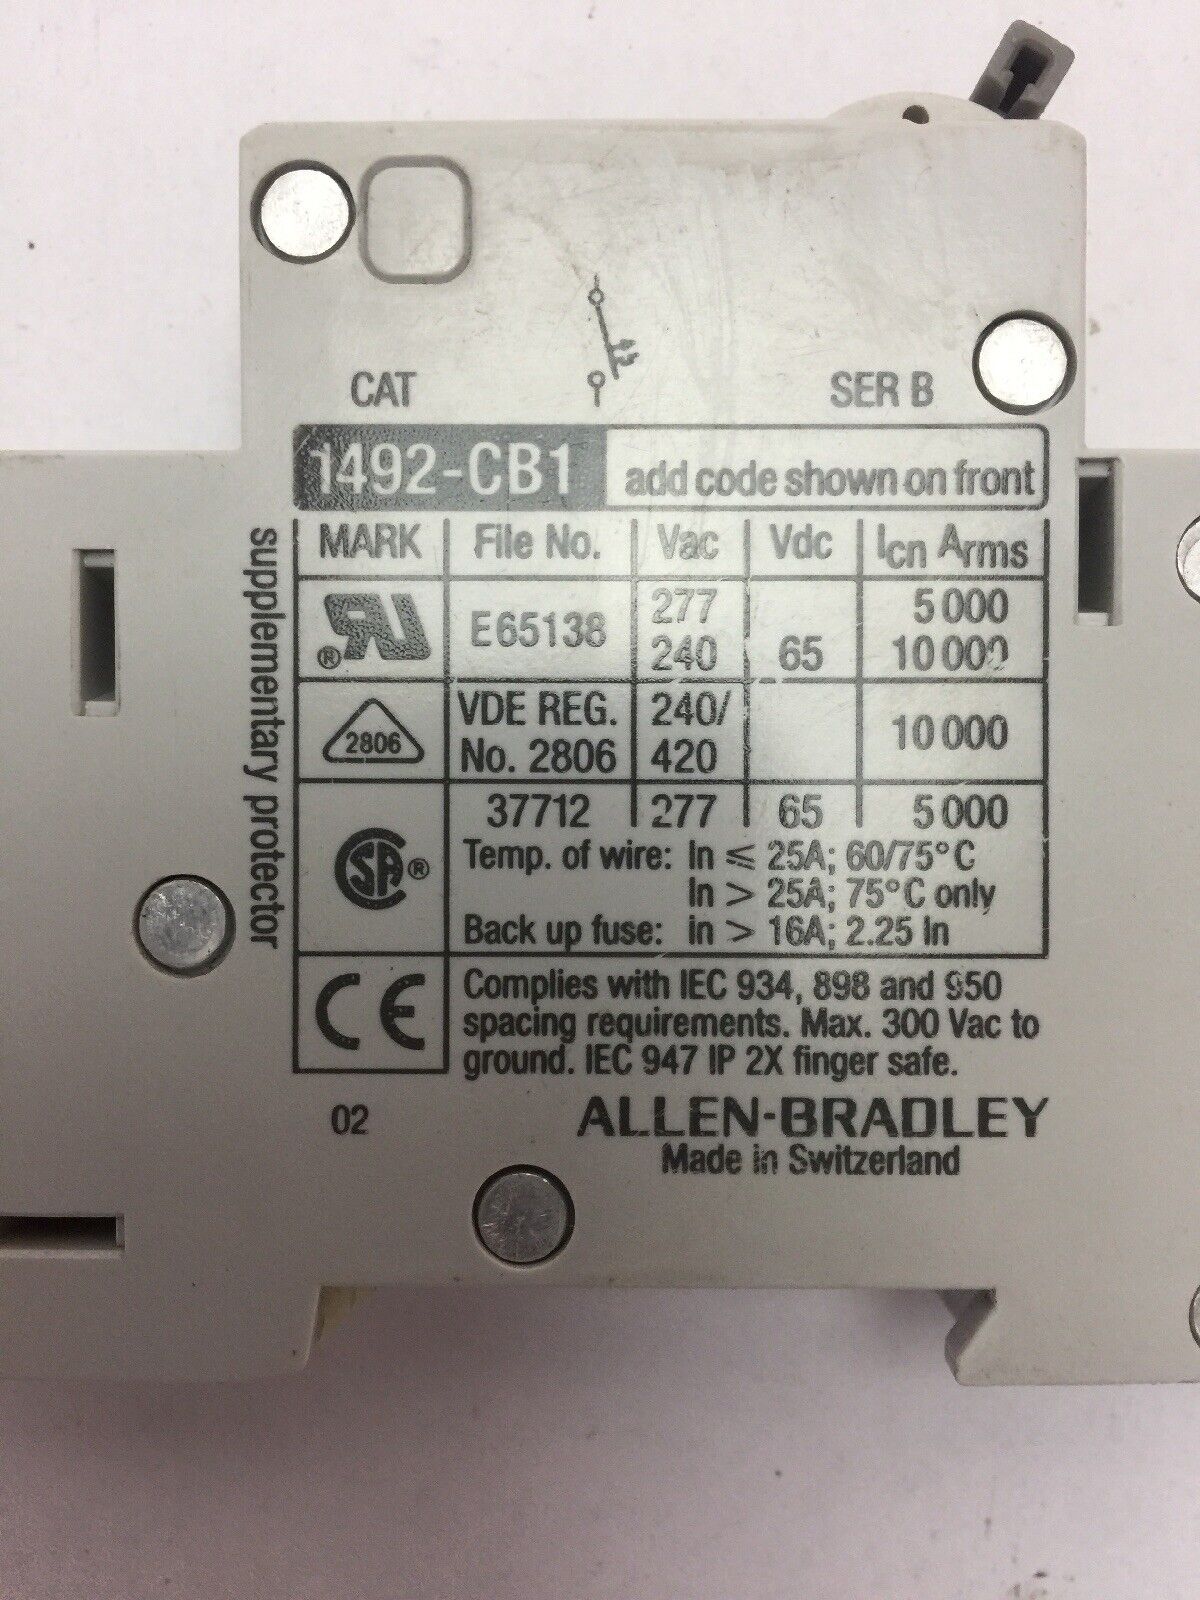 CAT SER B
1492-CB1 add code shown on front
MARK File No. Vac Vdc Icn Arms
277 5 000
RU ® E65138 240 65 10 000
VDE REG. 240/
2806 No. 2806 420 10 000
37712 277 65 5 000
SA ® Temp. of wire: In ≤ 25A; 60/75°C
In > 25A; 75°C only
Back up fuse: in > 16A; 2.25 In
CE Complies with IEC 934, 898 and 950
spacing requirements. Max. 300 Vac to
ground. IEC 947 IP 2X finger safe.
supplementary protector
02 ALLEN-BRADLEY
Made in Switzerland